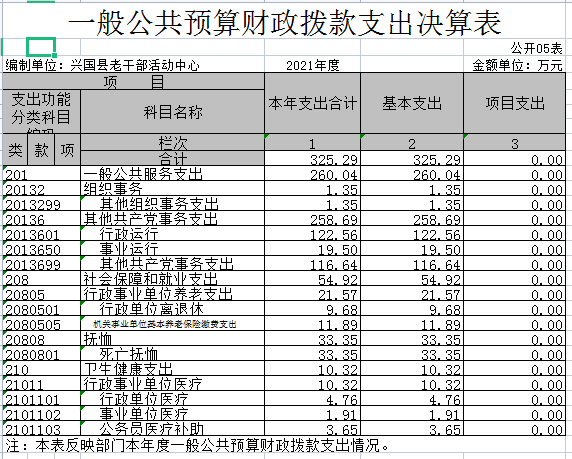 一般公共预算财政拨款支出决算表
公开05表
编制单位：兴国县老干部活动中心 2021年度 金额单位：万元
项 目 本年支出合计 基本支出 项目支出
支出功能分类科目编码 科目名称
类 款 项 栏次 1 2 3
合计 325.29 325.29 0.00
201 一般公共服务支出 260.04 260.04 0.00
20132 组织事务 1.35 1.35 0.00
2013299 其他组织事务支出 1.35 1.35 0.00
20136 其他共产党事务支出 258.69 258.69 0.00
2013601 行政运行 122.56 122.56 0.00
2013650 事业运行 19.50 19.50 0.00
2013699 其他共产党事务支出 116.64 116.64 0.00
208 社会保障和就业支出 54.92 54.92 0.00
20805 行政事业单位养老支出 21.57 21.57 0.00
2080501 行政单位离退休 9.68 9.68 0.00
2080505 机关事业单位基本养老保险缴费支出 11.89 11.89 0.00
20808 抚恤 33.35 33.35 0.00
2080801 死亡抚恤 33.35 33.35 0.00
210 卫生健康支出 10.32 10.32 0.00
21011 行政事业单位医疗 10.32 10.32 0.00
2101101 行政单位医疗 4.76 4.76 0.00
2101102 事业单位医疗 1.91 1.91 0.00
2101103 公务员医疗补助 3.65 3.65 0.00
注：本表反映部门本年度一般公共预算财政拨款支出情况。